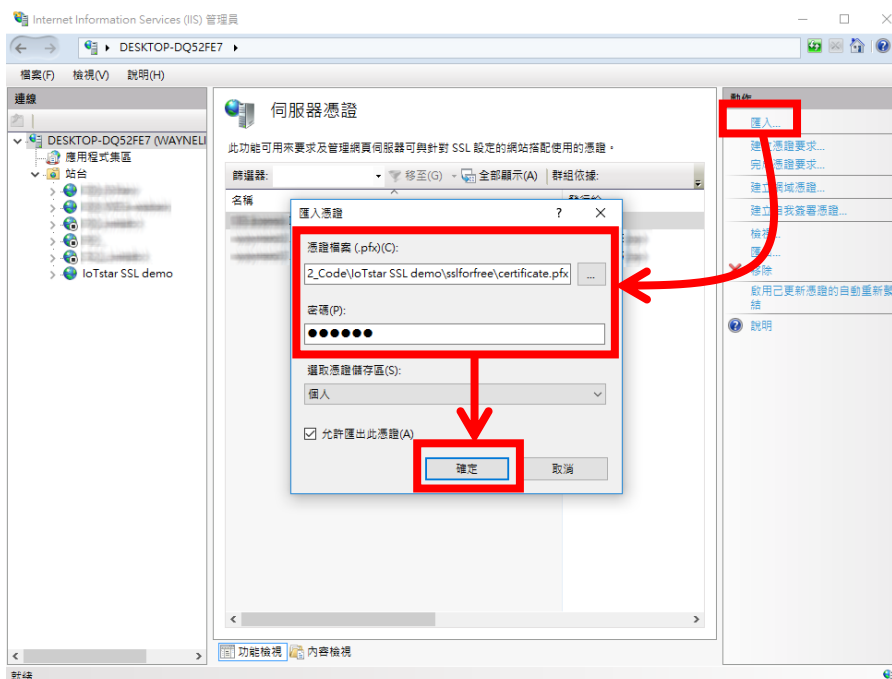 Internet Information Services (IIS) 管理員
DESKTOP-DQ52FE7
檔案(F) 檢視(V) 說明(H)
連線
DESKTOP-DQ52FE7 (WAYNELI
應用程式集區
站台
IoTstar SSL demo
伺服器憑證
此功能可用來要求及管理網頁伺服器可與針對 SSL 設定的網站搭配使用的憑證。
篩選器: 移至(G) 全部顯示(A) 群組依據:
名稱
匯入憑證 ? ×
憑證檔案 (.pfx)(C):
2_Code\IoTstar SSL demo\sslforfree\certificate.pfx ...
密碼(P):
●●●●●●
選取憑證儲存區(S):
個人
允許匯出此憑證(A)
確定 取消
功能檢視 內容檢視
就緒
動作
匯入...
憑證要求...
憑證要求...
網域憑證...
建立自我簽署憑證...
移除
啟用已更新憑證的自動重新繫
結
說明